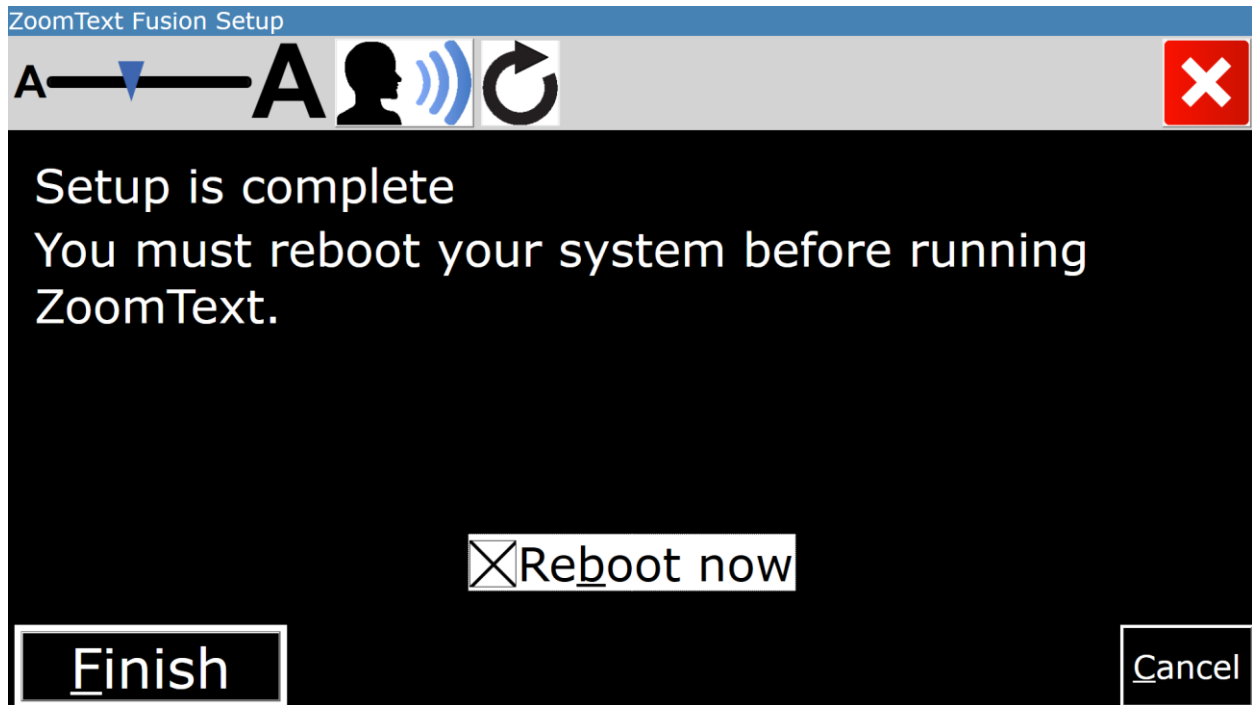 ZoomText Fusion Setup
A A
Setup is complete
You must reboot your system before running
ZoomText.
Reboot now
Finish
Cancel